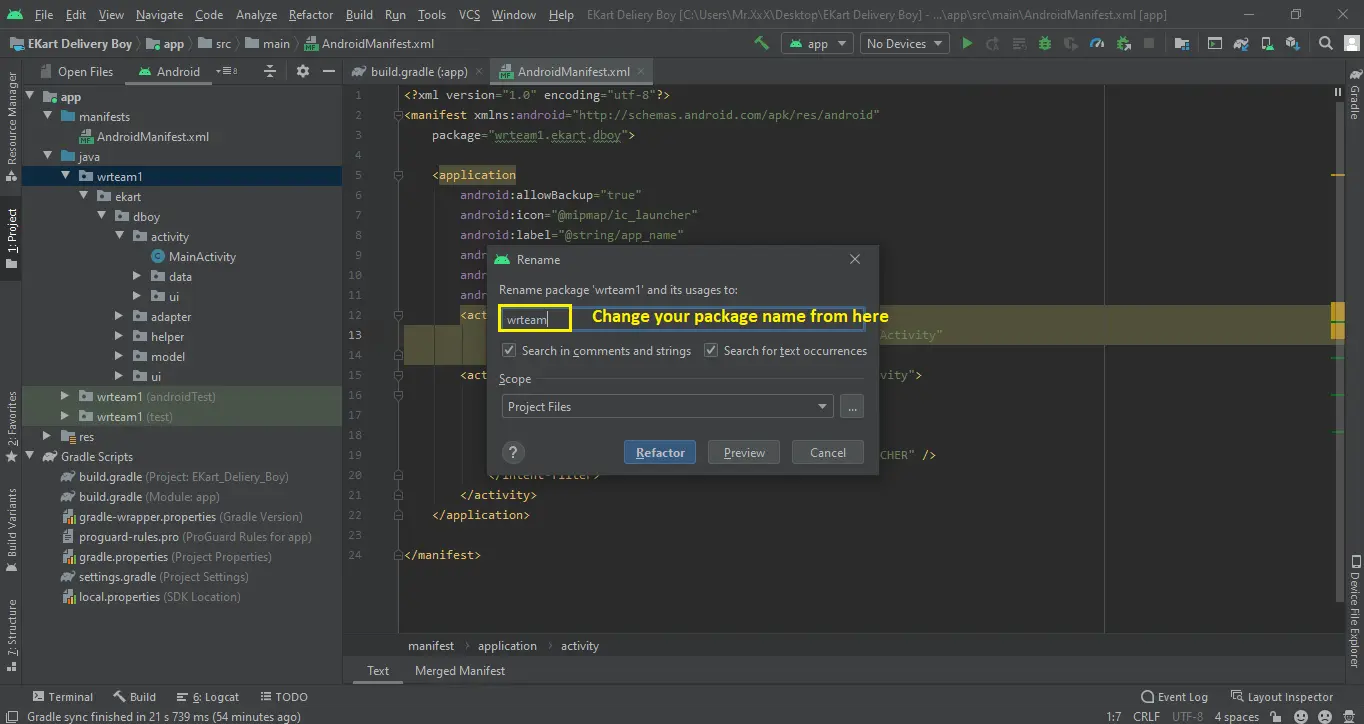 File Edit View Navigate Code Analyze Refactor Build Run Tools VCS Window Help EKart Deliery Boy [C:\Users\Mr.XxX\Desktop\EKart Delivery Boy] - ...\app\src\main\AndroidManifest.xml [app]
EKart Delivery Boy app src main AndroidManifest.xml app No Devices
Open Files Android build.gradle (:app) AndroidManifest.xml
Resource Manager
1: Project
2: Favorites
Build Variants
7: Structure
app
manifests
AndroidManifest.xml
java
wrteam1
ekart
dboy
activity
MainActivity
data
ui
adapter
helper
model
ui
wrteam1 (androidTest)
wrteam1 (test)
res
Gradle Scripts
build.gradle (Project: EKart_Deliery_Boy)
build.gradle (Module: app)
gradle-wrapper.properties (Gradle Version)
proguard-rules.pro (ProGuard Rules for app)
gradle.properties (Project Properties)
settings.gradle (Project Settings)
local.properties (SDK Location)
1 <?xml version="1.0" encoding="utf-8"?>
2 <manifest xmlns:android="http://schemas.android.com/apk/res/android"
3 package="wrteam1.ekart.dboy">
4
5 <application
6 android:allowBackup="true"
7 android:icon="@mipmap/ic_launcher"
8 android:label="@string/app_name"
9 andr
10 andr
11 andr
12 <act
13 Activity"
14
15 <act vity">
16
17
18
19 CHER" />
20 </intent-filter>
21 </activity>
22 </application>
23
24 </manifest>
Rename
Rename package 'wrteam1' and its usages to:
wrteam
Change your package name from here
Search in comments and strings Search for text occurrences
Scope
Project Files ...
? Refactor Preview Cancel
Gradle
Device File Explorer
manifest application activity
Text Merged Manifest
Terminal Build 6: Logcat TODO Event Log Layout Inspector
Gradle sync finished in 21 s 739 ms (54 minutes ago) 1:7 CRLF UTF-8 4 spaces